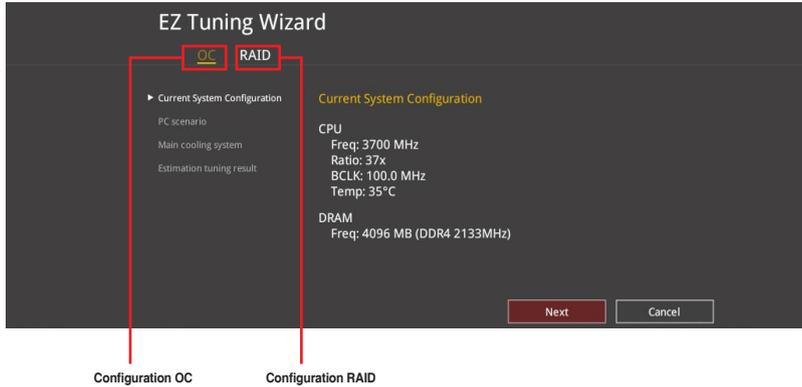 EZ Tuning Wizard
OC RAID
Current System Configuration
PC scenario
Main cooling system
Estimation tuning result
Current System Configuration
CPU
Freq: 3700 MHz
Ratio: 37x
BCLK: 100.0 MHz
Temp: 35°C
DRAM
Freq: 4096 MB (DDR4 2133MHz)
Next Cancel
Configuration OC Configuration RAID